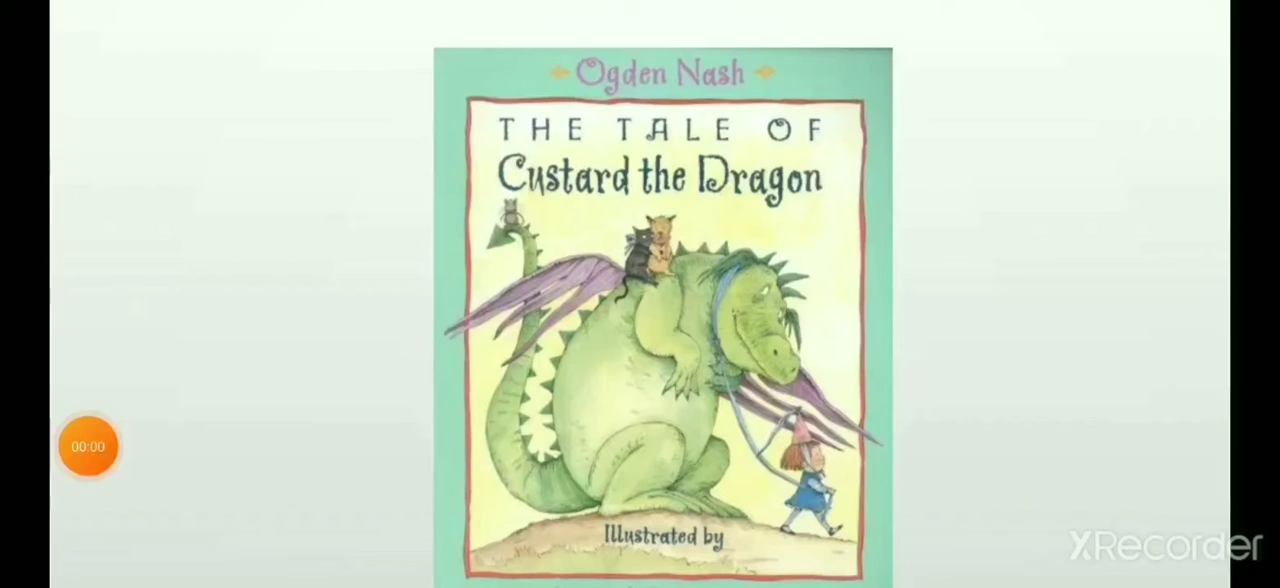 Ogden Nash
THE TALE OF
Custard the Dragon
Illustrated by
00:00
XRecorder